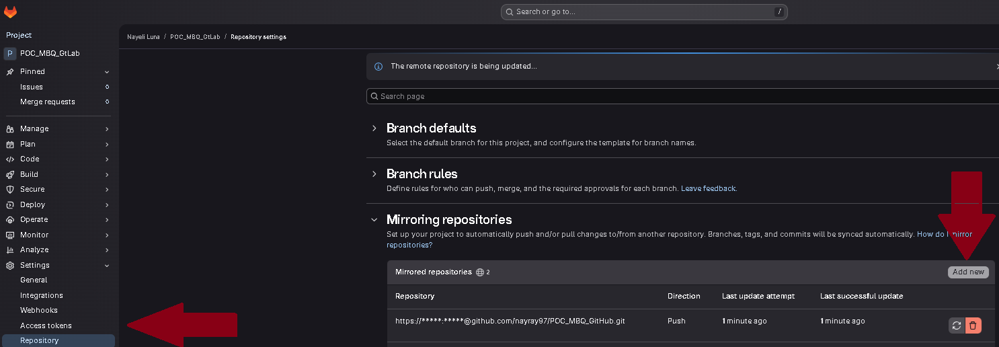 Search or go to...
/
Project
Nayeli Luna / POC_MBQ_GtLab / Repository settings
P POC_MBQ_GtLab
Pinned
Issues 0
Merge requests 0
Manage
Plan
Code
Build
Secure
Deploy
Operate
Monitor
Analyze
Settings
General
Integrations
Webhooks
Access tokens
Repository
The remote repository is being updated...
Search page
Branch defaults
Select the default branch for this project, and configure the template for branch names.
Branch rules
Define rules for who can push, merge, and the required approvals for each branch. Leave feedback.
Mirroring repositories
Set up your project to automatically push and/or pull changes to/from another repository. Branches, tags, and commits will be synced automatically. How do I mirror
repositories?
Mirrored repositories 2
Add new
Repository Direction Last update attempt Last successful update
https://*****:*****@github.com/nayray97/POC_MBQ_GitHub.git Push 1 minute ago 1 minute ago